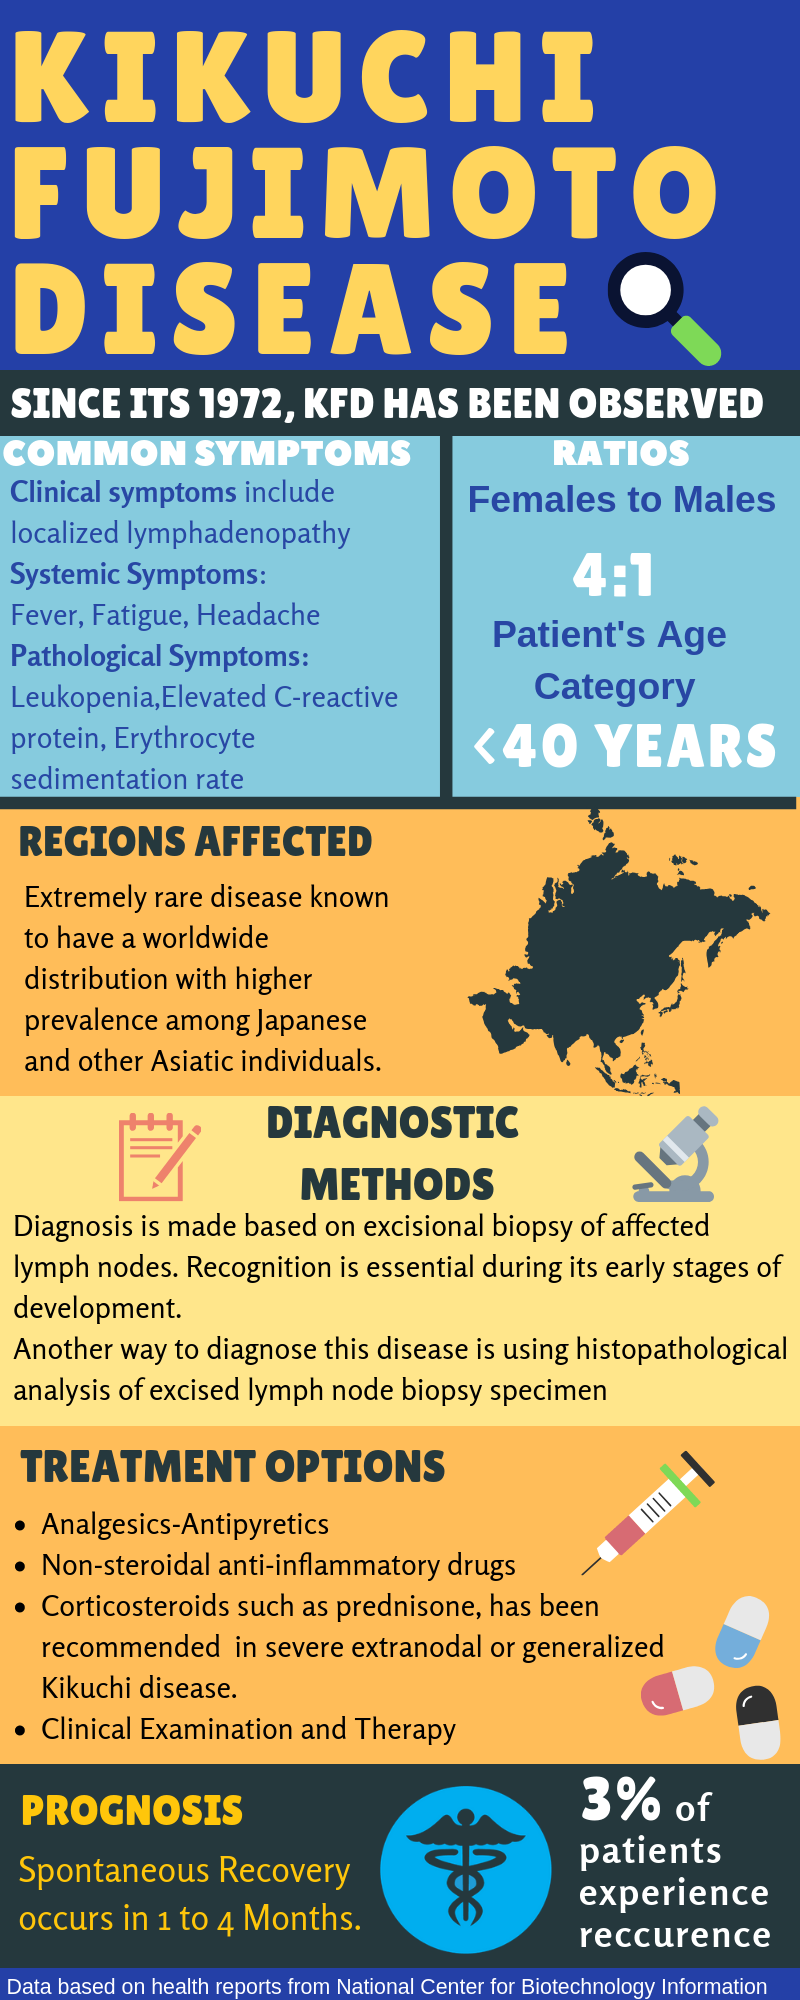 KIKUCHI
FUJIMOTO
DISEASE
SINCE ITS 1972, KFD HAS BEEN OBSERVED
COMMON SYMPTOMS
Clinical symptoms include
localized lymphadenopathy
Systemic Symptoms:
Fever, Fatigue, Headache
Pathological Symptoms:
Leukopenia,Elevated C-reactive
protein, Erythrocyte
sedimentation rate
RATIOS
Females to Males
4:1
Patient's Age
Category
<40 YEARS
REGIONS AFFECTED
Extremely rare disease known
to have a worldwide
distribution with higher
prevalence among Japanese
and other Asiatic individuals.
DIAGNOSTIC
METHODS
Diagnosis is made based on excisional biopsy of affected
lymph nodes. Recognition is essential during its early stages of
development.
Another way to diagnose this disease is using histopathological
analysis of excised lymph node biopsy specimen
TREATMENT OPTIONS
• Analgesics-Antipyretics
• Non-steroidal anti-inflammatory drugs
• Corticosteroids such as prednisone, has been
recommended  in severe extranodal or generalized
Kikuchi disease.
• Clinical Examination and Therapy
PROGNOSIS
Spontaneous Recovery
occurs in 1 to 4 Months.
3% of
patients
experience
reccurence
Data based on health reports from National Center for Biotechnology Information